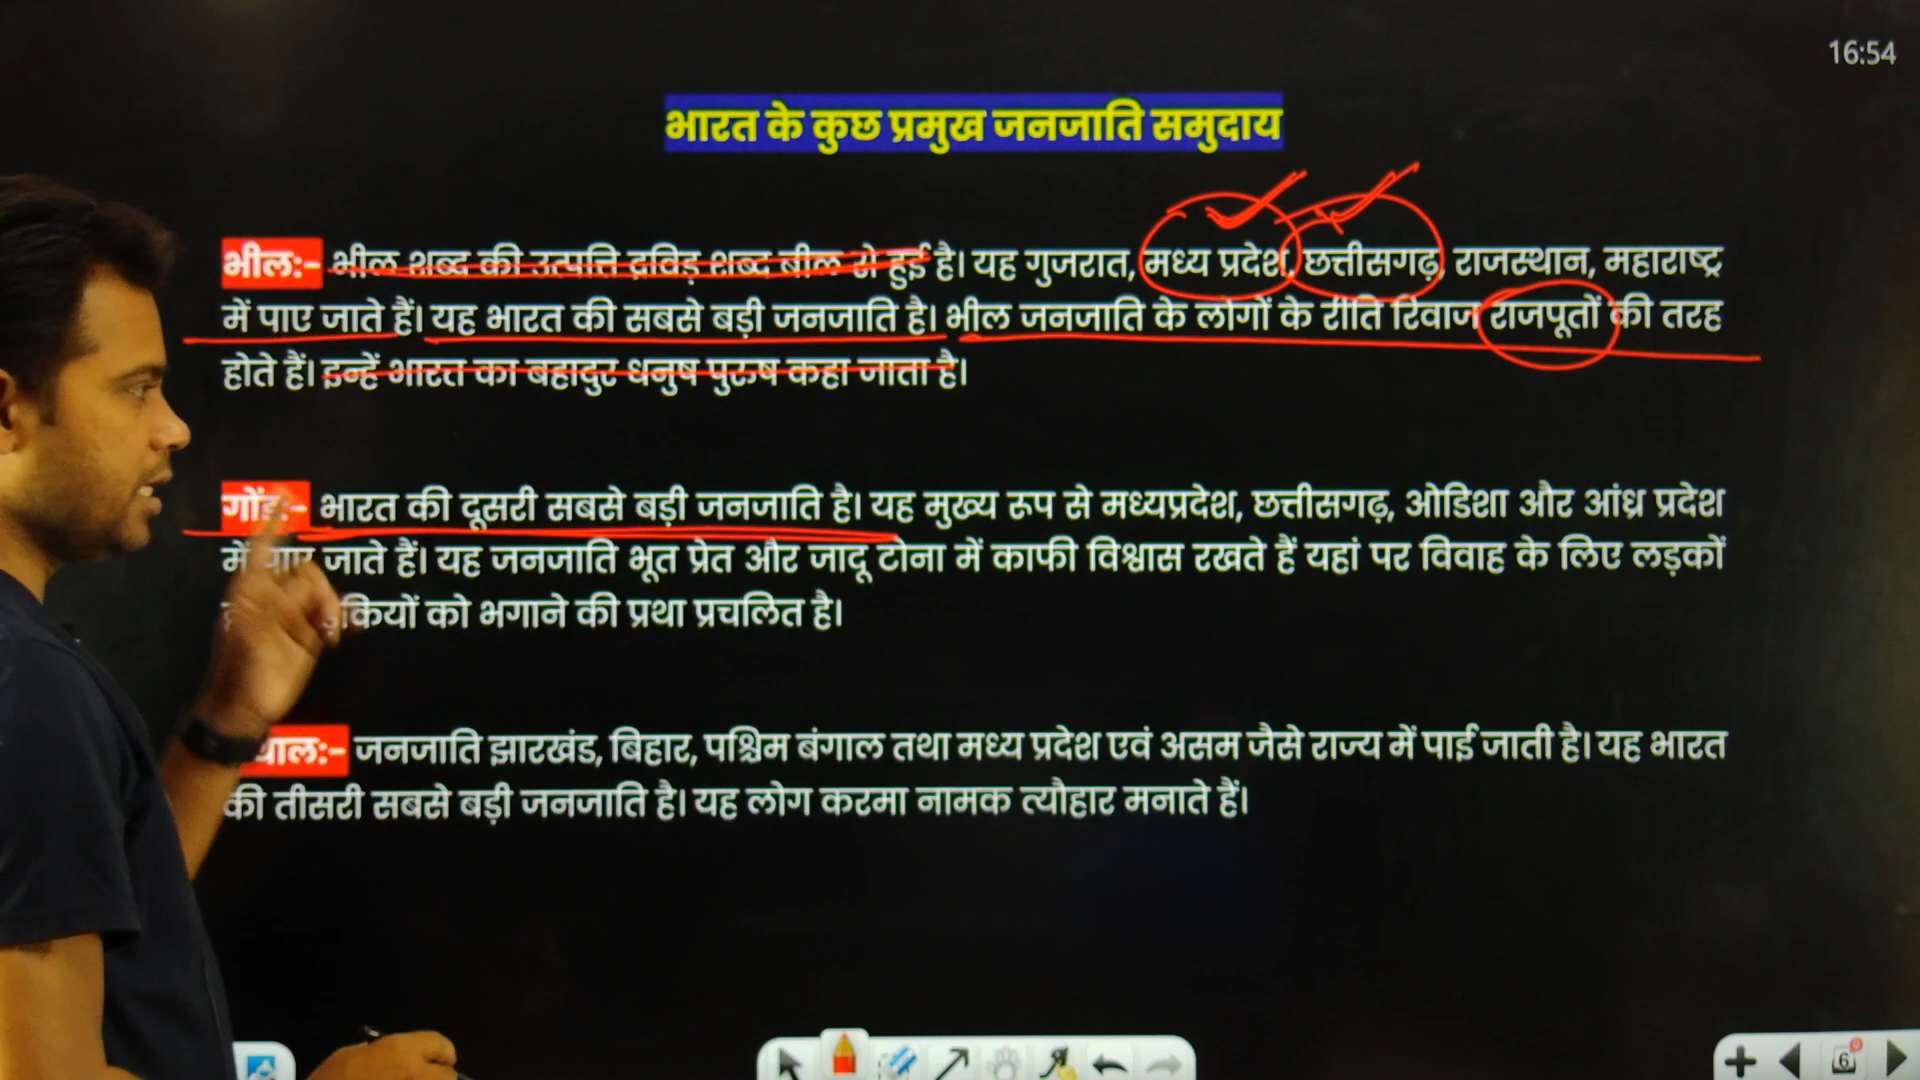 16:54
भारत के कुछ प्रमुख जनजाति समुदाय
भीलः- भील शब्द की उत्पत्ति द्रविड़ शब्द बील से हुई है। यह गुजरात, मध्य प्रदेश, छत्तीसगढ़, राजस्थान, महाराष्ट्र
में पाए जाते हैं। यह भारत की सबसे बड़ी जनजाति है। भील जनजाति के लोगों के रीति रिवाज राजपूतों की तरह
होते हैं। इन्हें भारत का बहादुर धनुष पुरुष कहा जाता है।
गोंडः- भारत की दूसरी सबसे बड़ी जनजाति है। यह मुख्य रूप से मध्यप्रदेश, छत्तीसगढ़, ओडिशा और आंध्र प्रदेश
में पाए जाते हैं। यह जनजाति भूत प्रेत और जादू टोना में काफी विश्वास रखते हैं यहां पर विवाह के लिए लड़कों
को भगाने की प्रथा प्रचलित है।
जनजाति झारखंड, बिहार, पश्चिम बंगाल तथा मध्य प्रदेश एवं असम जैसे राज्य में पाई जाती है। यह भारत
की तीसरी सबसे बड़ी जनजाति है। यह लोग करमा नामक त्यौहार मनाते हैं।
6